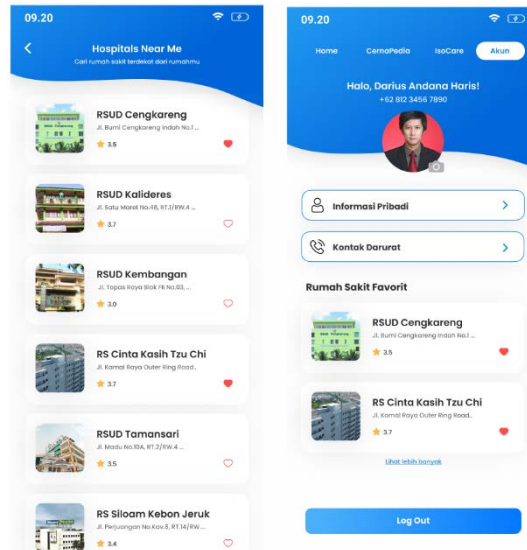 09.20
Hospitals Near Me
Cari rumah sakit terdekat dari rumahmu
RSUD Cengkareng
Jl. Bumi Cengkareng Indah No.1 ...
3.5
RSUD Kalideres
Jl. Satu Maret No.48, RT.1/RW.4 ...
3.7
RSUD Kembangan
Jl. Topas Raya Blok FII No.03, ...
3.0
RS Cinta Kasih Tzu Chi
Jl. Kamal Raya Outer Ring Road..
3.7
RSUD Tamansari
Jl. Madu No.10A, RT.2/RW.4 ...
3.5
RS Siloam Kebon Jeruk
Jl. Perjuangan No.Kav.8, RT.14/RW...
3.4
09.20
Home CernaPedia IsoCare Akun
Halo, Darius Andana Haris!
+62 812 3456 7890
Informasi Pribadi
Kontak Darurat
Rumah Sakit Favorit
RSUD Cengkareng
Jl. Bumi Cengkareng Indah No.1 ...
3.5
RS Cinta Kasih Tzu Chi
Jl. Kamal Raya Outer Ring Road..
3.7
Lihat lebih banyak
Log Out